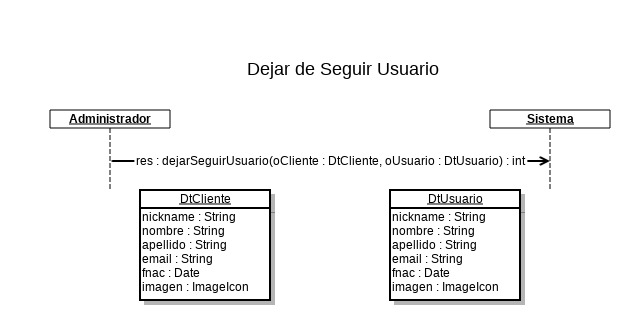 Dejar de Seguir Usuario
Administrador
Sistema
res : dejarSeguirUsuario(oCliente : DtCliente, oUsuario : DtUsuario) : int
DtCliente
nickname : String
nombre : String
apellido : String
email : String
fnac : Date
imagen : ImageIcon
DtUsuario
nickname : String
nombre : String
apellido : String
email : String
fnac : Date
imagen : ImageIcon